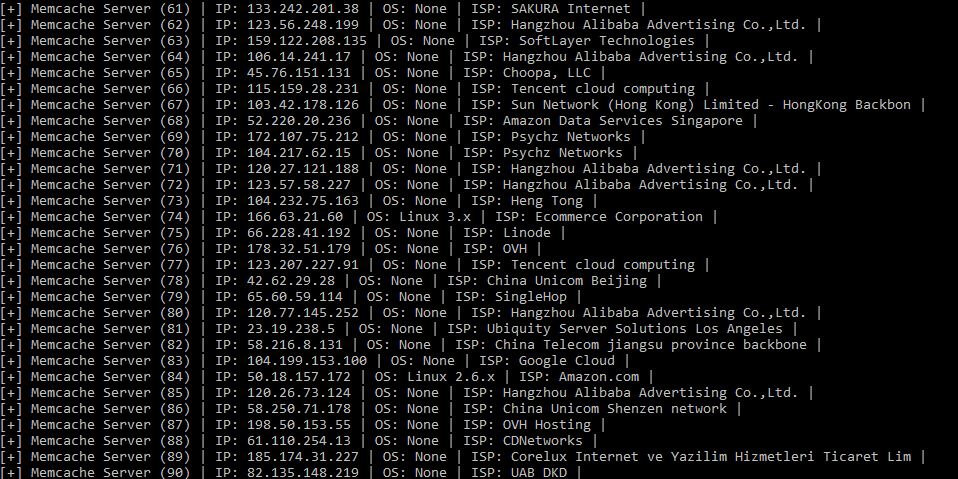 [+] Memcache Server (61) | IP: 133.242.201.38 | OS: None | ISP: SAKURA Internet |
[+] Memcache Server (62) | IP: 123.56.248.199 | OS: None | ISP: Hangzhou Alibaba Advertising Co.,Ltd. |
[+] Memcache Server (63) | IP: 159.122.208.135 | OS: None | ISP: SoftLayer Technologies |
[+] Memcache Server (64) | IP: 106.14.241.17 | OS: None | ISP: Hangzhou Alibaba Advertising Co.,Ltd. |
[+] Memcache Server (65) | IP: 45.76.151.131 | OS: None | ISP: Choopa, LLC |
[+] Memcache Server (66) | IP: 115.159.28.231 | OS: None | ISP: Tencent cloud computing |
[+] Memcache Server (67) | IP: 103.42.178.126 | OS: None | ISP: Sun Network (Hong Kong) Limited - HongKong Backbon |
[+] Memcache Server (68) | IP: 52.220.20.236 | OS: None | ISP: Amazon Data Services Singapore |
[+] Memcache Server (69) | IP: 172.107.75.212 | OS: None | ISP: Psychz Networks |
[+] Memcache Server (70) | IP: 104.217.62.15 | OS: None | ISP: Psychz Networks |
[+] Memcache Server (71) | IP: 120.27.121.188 | OS: None | ISP: Hangzhou Alibaba Advertising Co.,Ltd. |
[+] Memcache Server (72) | IP: 123.57.58.227 | OS: None | ISP: Hangzhou Alibaba Advertising Co.,Ltd. |
[+] Memcache Server (73) | IP: 104.232.75.163 | OS: None | ISP: Heng Tong |
[+] Memcache Server (74) | IP: 166.63.21.60 | OS: Linux 3.x | ISP: Ecommerce Corporation |
[+] Memcache Server (75) | IP: 66.228.41.192 | OS: None | ISP: Linode |
[+] Memcache Server (76) | IP: 178.32.51.179 | OS: None | ISP: OVH |
[+] Memcache Server (77) | IP: 123.207.227.91 | OS: None | ISP: Tencent cloud computing |
[+] Memcache Server (78) | IP: 42.62.29.28 | OS: None | ISP: China Unicom Beijing |
[+] Memcache Server (79) | IP: 65.60.59.114 | OS: None | ISP: SingleHop |
[+] Memcache Server (80) | IP: 120.77.145.252 | OS: None | ISP: Hangzhou Alibaba Advertising Co.,Ltd. |
[+] Memcache Server (81) | IP: 23.19.238.5 | OS: None | ISP: Ubiquity Server Solutions Los Angeles |
[+] Memcache Server (82) | IP: 58.216.8.131 | OS: None | ISP: China Telecom jiangsu province backbone |
[+] Memcache Server (83) | IP: 104.199.153.100 | OS: None | ISP: Google Cloud |
[+] Memcache Server (84) | IP: 50.18.157.172 | OS: Linux 2.6.x | ISP: Amazon.com |
[+] Memcache Server (85) | IP: 120.26.73.124 | OS: None | ISP: Hangzhou Alibaba Advertising Co.,Ltd. |
[+] Memcache Server (86) | IP: 58.250.71.178 | OS: None | ISP: China Unicom Shenzen network |
[+] Memcache Server (87) | IP: 198.50.153.55 | OS: None | ISP: OVH Hosting |
[+] Memcache Server (88) | IP: 61.110.254.13 | OS: None | ISP: CDNetworks |
[+] Memcache Server (89) | IP: 185.174.31.227 | OS: None | ISP: Corelux Internet ve Yazilim Hizmetleri Ticaret Lim |
[+] Memcache Server (90) | IP: 82.135.148.219 | OS: None | ISP: UAB DKD |